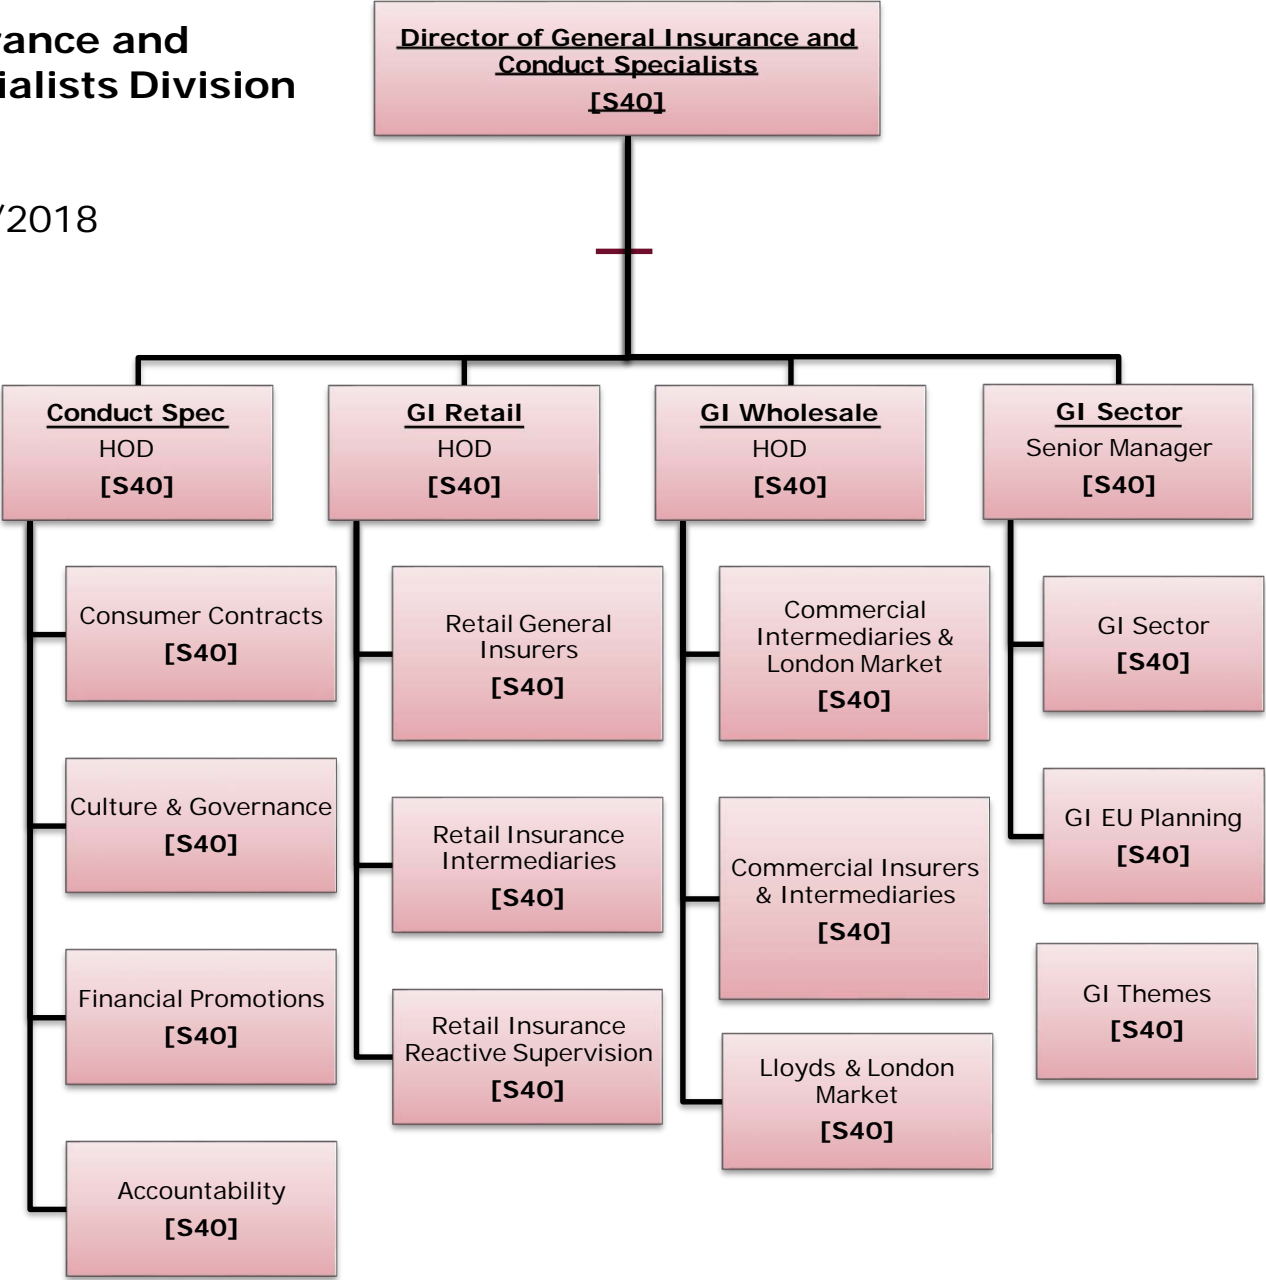 ance and
ialists Division
/2018
Director of General Insurance and
Conduct Specialists
[S40]
Conduct Spec
HOD
[S40]
GI Retail
HOD
[S40]
GI Wholesale
HOD
[S40]
GI Sector
Senior Manager
[S40]
Consumer Contracts
[S40]
Culture & Governance
[S40]
Financial Promotions
[S40]
Accountability
[S40]
Retail General
Insurers
[S40]
Retail Insurance
Intermediaries
[S40]
Retail Insurance
Reactive Supervision
[S40]
Commercial
Intermediaries &
London Market
[S40]
Commercial Insurers
& Intermediaries
[S40]
Lloyds & London
Market
[S40]
GI Sector
[S40]
GI EU Planning
[S40]
GI Themes
[S40]